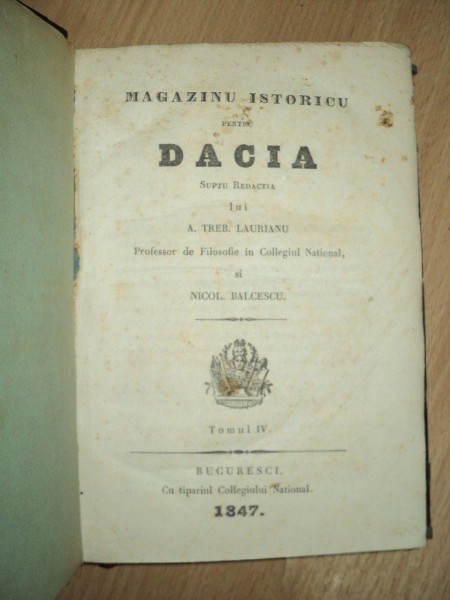 MAGAZINU ISTORICU
PENTRU
DACIA
SUPTU REDACTIA
lui
A. TREB. LAURIANU
Professor de Filosofie in Collegiul National,
si
NICOL. BALCESCU.
Tomul IV.
BUCURESCI.
Cu tipariul Collegiului National.
1847.